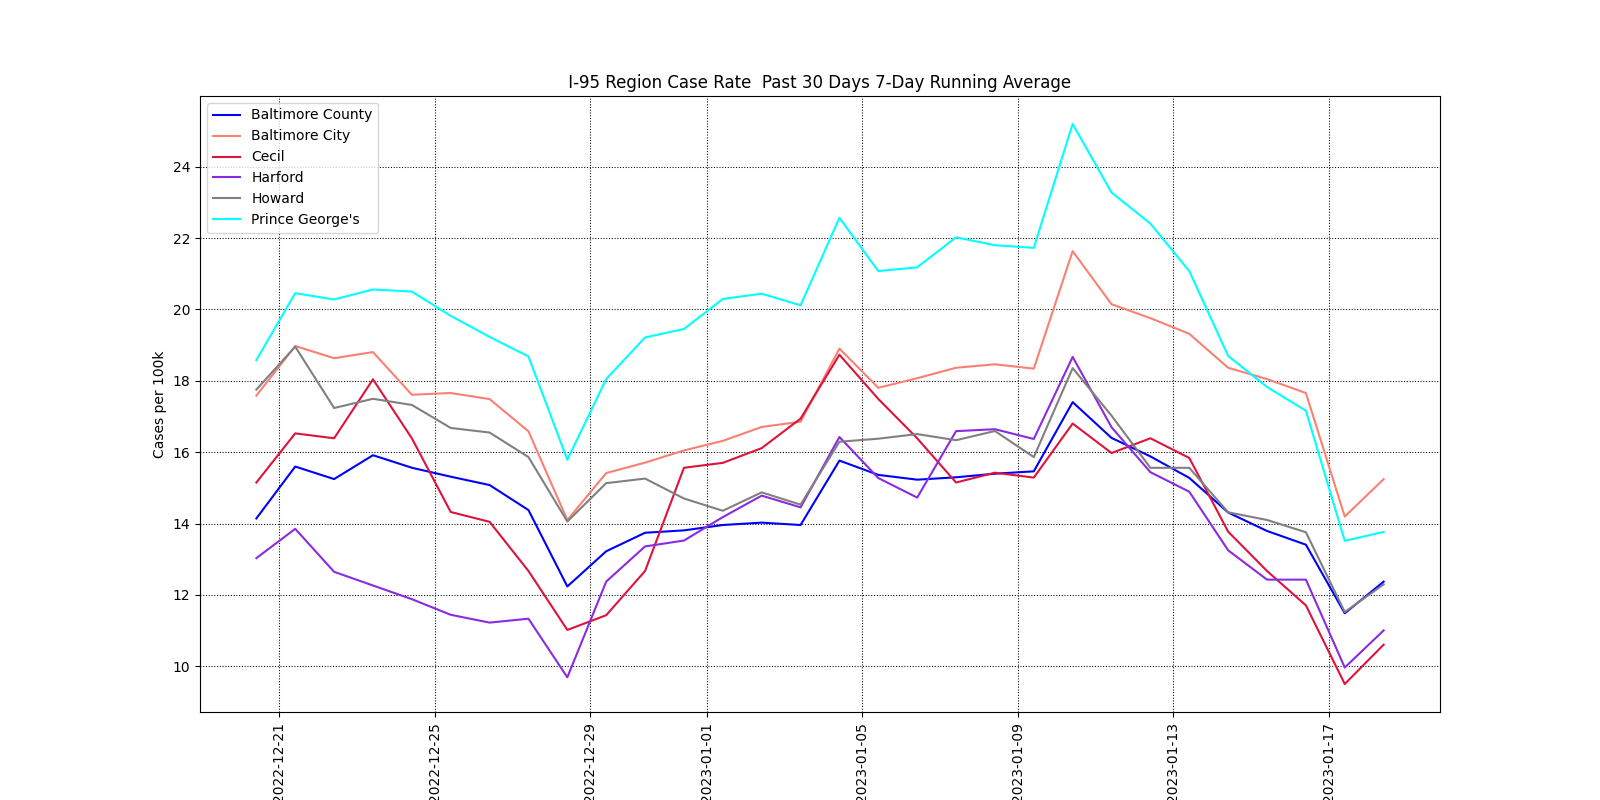 I-95 Region Case Rate  Past 30 Days 7-Day Running Average
Baltimore County
Baltimore City
Cecil
Harford
Howard
Prince George's
Cases per 100k
24
22
20
18
16
14
12
10
2022-12-21
2022-12-25
2022-12-29
2023-01-01
2023-01-05
2023-01-09
2023-01-13
2023-01-17